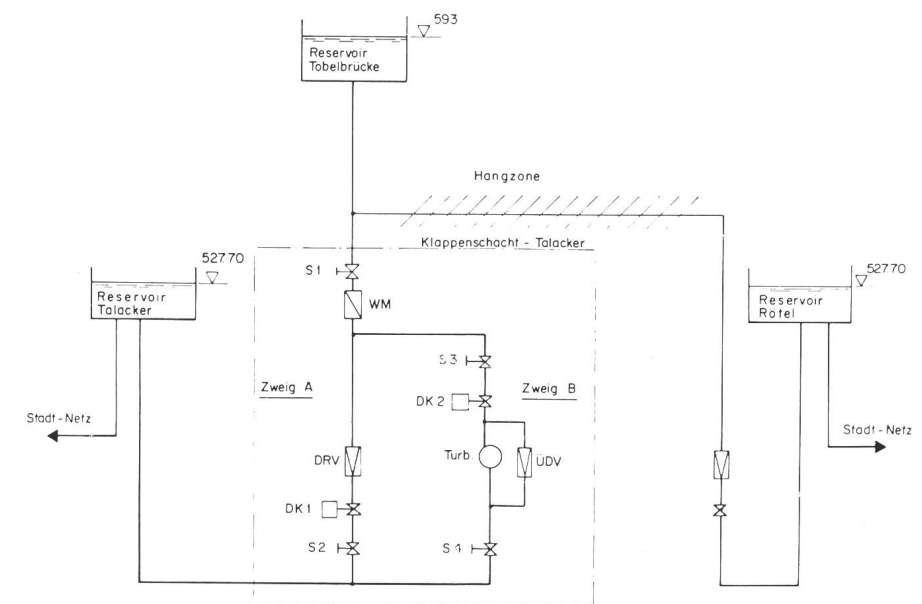 593
Reservoir
Tobelbrücke
Hangzone
Klappenschacht - Talacker
52770
Reservoir
Talacker
S1
WM
52770
Reservoir
Rötel
S3
Zweig A
DK2
Zweig B
Stadt-Netz
Stadt-Netz
DRV
Turb.
ÜDV
DK1
S2
S4